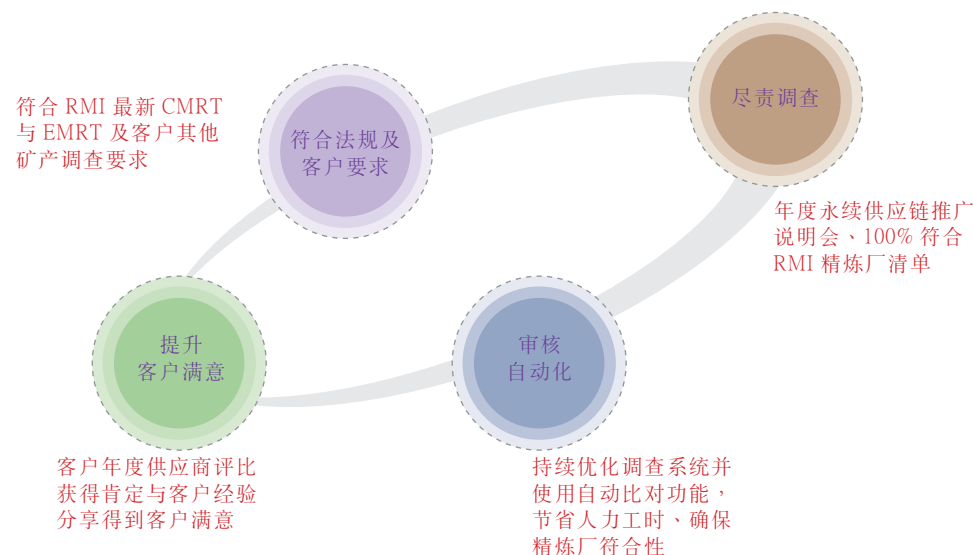 符合 RMI 最新 CMRT
与 EMRT 及客户其他
矿产调查要求
符合法规及
客户要求
尽责调查
年度永续供应链推广
说明会、100% 符合
RMI 精炼厂清单
提升
客户满意
审核
自动化
客户年度供应商评比
获得肯定与客户经验
分享得到客户满意
持续优化调查系统并
使用自动比对功能，
节省人力工时、确保
精炼厂符合性